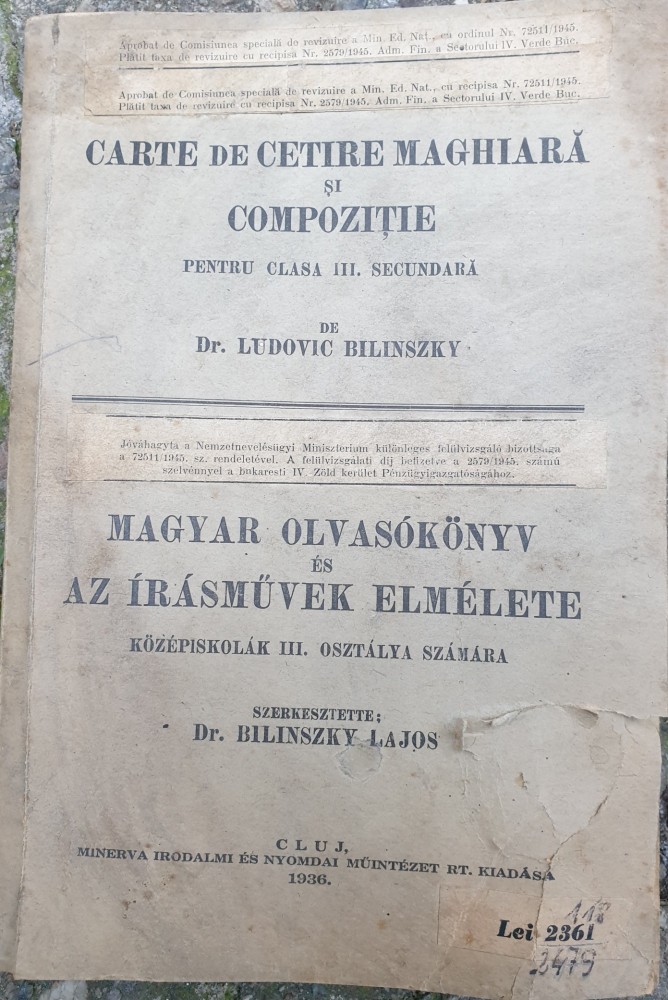 Aprobat de Comisiunea specială de revizuire a Min. Ed. Nat., cu ordinul Nr. 72511/1945.
Plătit taxa de revizuire cu recipisa Nr. 2579/1945. Adm. Fin. a Sectorului IV. Verde Buc.
Aprobat de Comisiunea specială de revizuire a Min. Ed. Nat., cu recipisa Nr. 72511/1945.
Plătit taxa de revizuire cu recipisa Nr. 2579/1945. Adm. Fin. a Sectorului IV. Verde Buc.
CARTE DE CETIRE MAGHIARĂ
ȘI
COMPOZIȚIE
PENTRU CLASA III. SECUNDARĂ
DE
Dr. LUDOVIC BILINSZKY
Jóváhagyta a Nemzetnevelésügyi Minisztérium különleges felülvizsgáló bizottsága
a 72511/1945. sz. rendeletével. A felülvizsgálati díj befizetve a 2579/1945. számú
szelvénnyel a bukaresti IV. Zöld kerület Pénzügyigazgatóságához.
MAGYAR OLVASÓKÖNYV
ÉS
AZ ÍRÁSMŰVEK ELMÉLETE
KÖZÉPISKOLÁK III. OSZTÁLYA SZÁMÁRA
SZERKESZTETTE;
Dr. BILINSZKY LAJOS
CLUJ,
MINERVA IRODALMI ÉS NYOMDAI MŰINTÉZET RT. KIADÁSA
1936.
Lei 2361